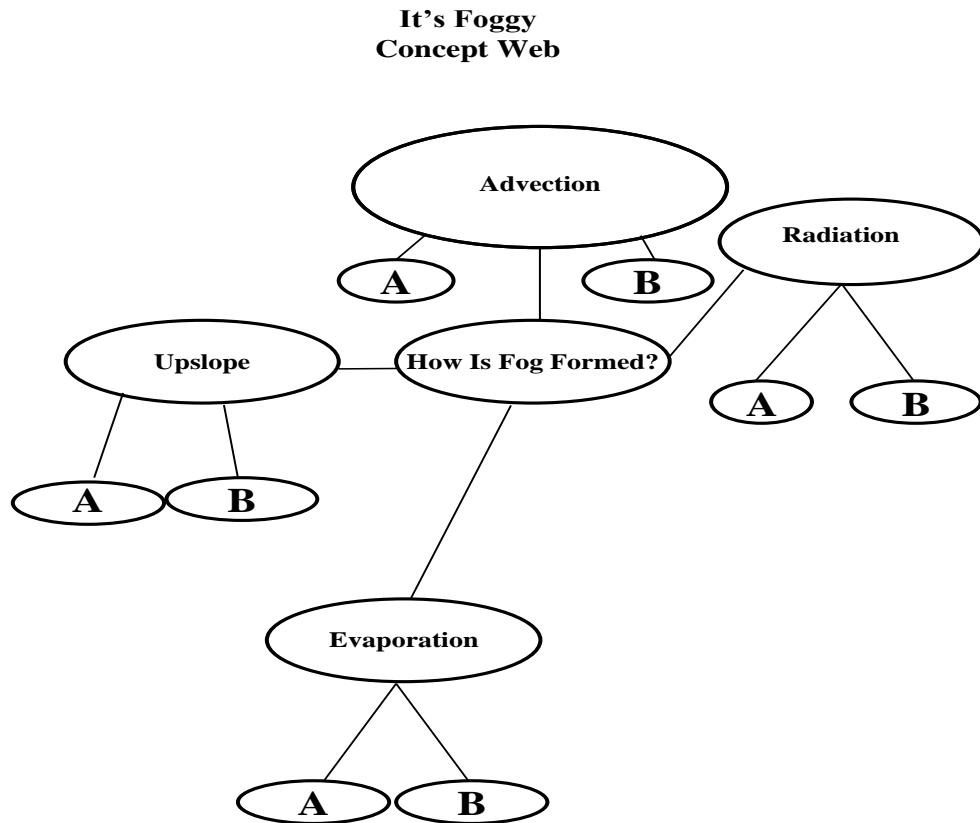 It's Foggy
Concept Web
Advection
Radiation
A
B
Upslope
How Is Fog Formed?
A
B
A
B
Evaporation
A
B